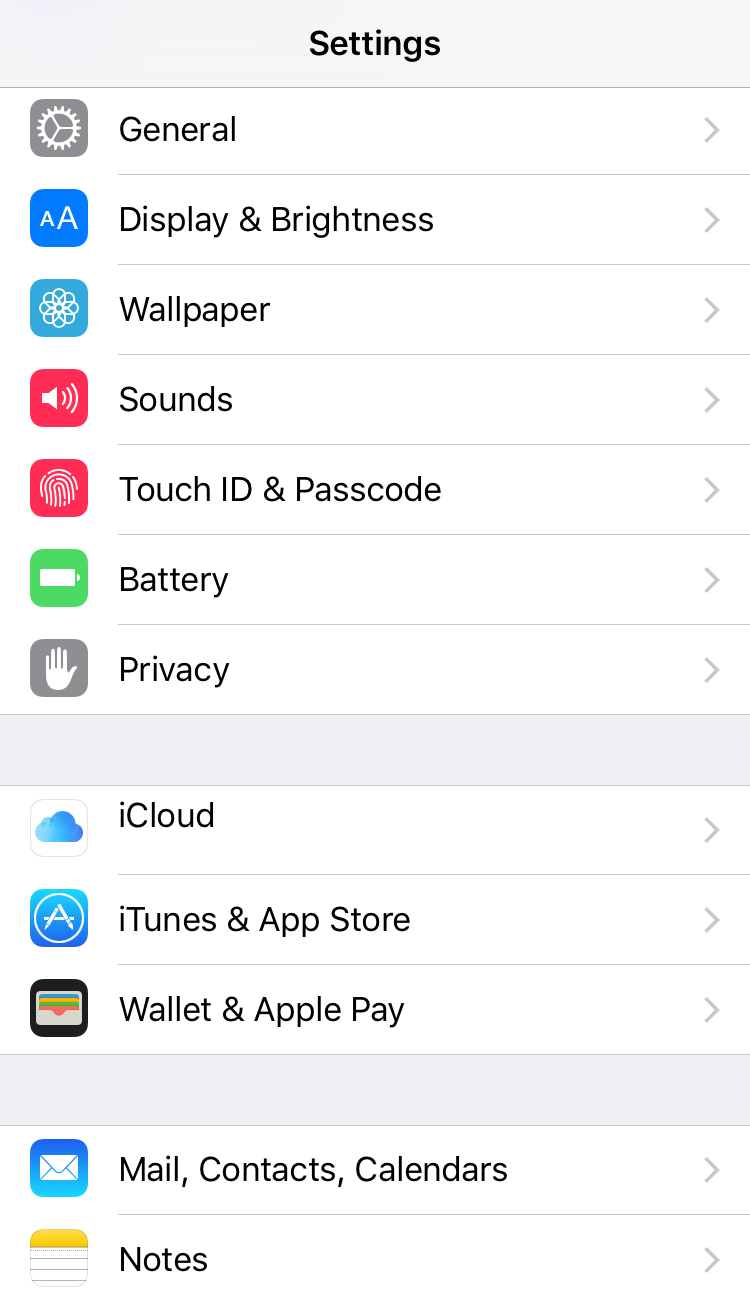 Settings
General
AA
Display & Brightness
Wallpaper
Sounds
Touch ID & Passcode
Battery
Privacy
iCloud
iTunes & App Store
Wallet & Apple Pay
Mail, Contacts, Calendars
Notes